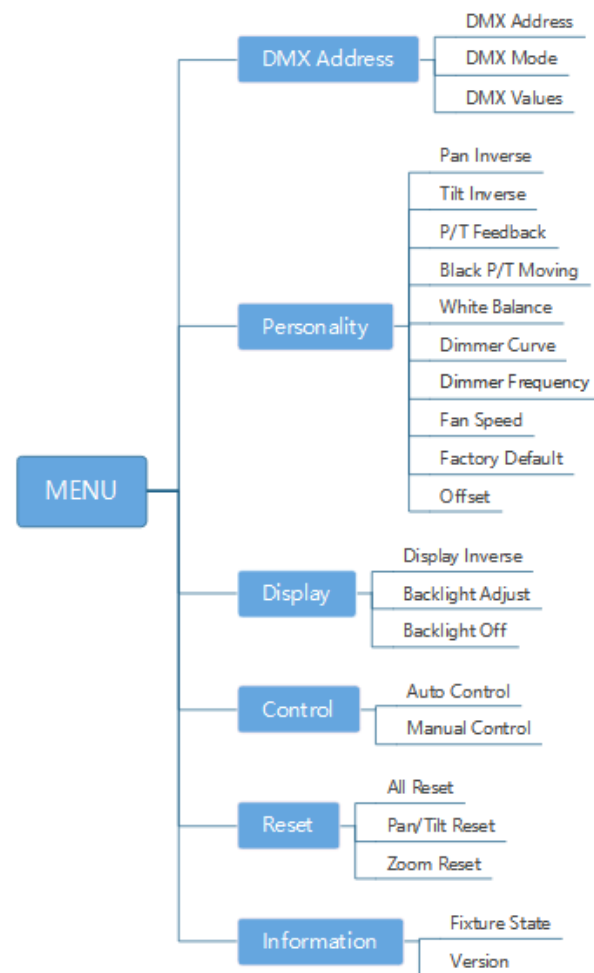 MENU
DMX Address
DMX Address
DMX Mode
DMX Values
Personality
Pan Inverse
Tilt Inverse
P/T Feedback
Black P/T Moving
White Balance
Dimmer Curve
Dimmer Frequency
Fan Speed
Factory Default
Offset
Display
Display Inverse
Backlight Adjust
Backlight Off
Control
Auto Control
Manual Control
Reset
All Reset
Pan/Tilt Reset
Zoom Reset
Information
Fixture State
Version